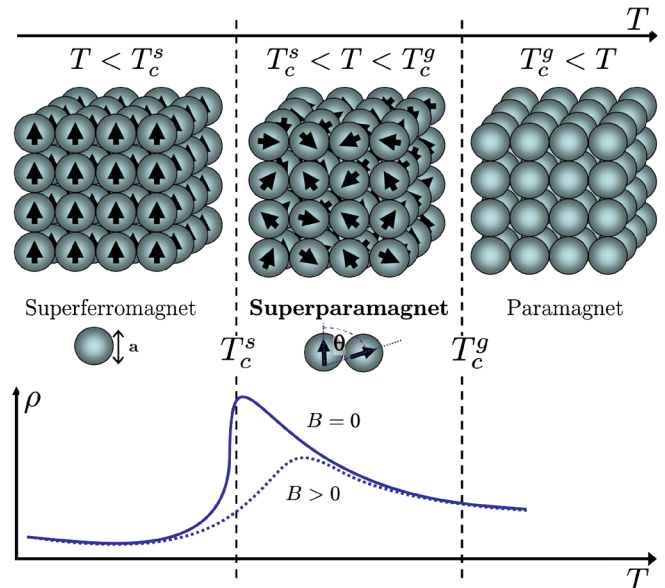 T
T < T_c^s
T_c^s < T < T_c^g
T_c^g < T
Superferromagnet
Superparamagnet
Paramagnet
a
θ
T_c^s
T_c^g
ρ
B = 0
B > 0
T